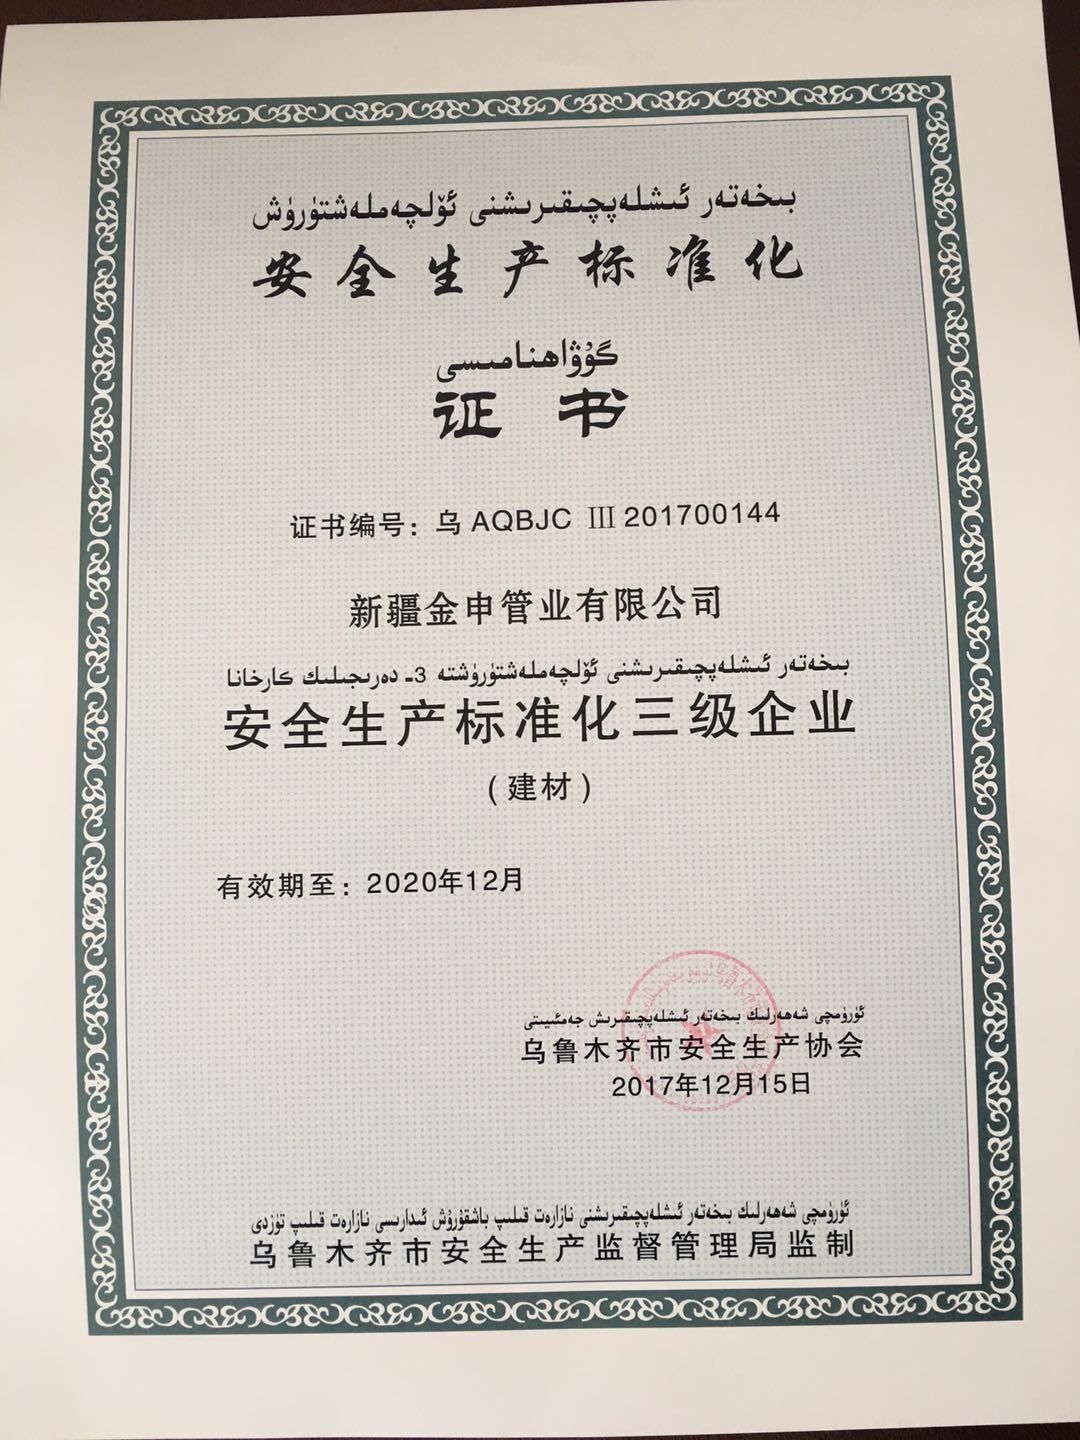 بىخەتەر ئىشلەپچىقىرىشنى ئۆلچەملەشتۈرۈش
安全生产标准化
گۇۋاھنامىسى
证书
证书编号：乌 AQBJC Ⅲ 201700144
新疆金申管业有限公司
بىخەتەر ئىشلەپچىقىرىشنى ئۆلچەملەشتۈرۈشتە 3- دەرىجىلىك كارخانا
安全生产标准化三级企业
（建材）
有效期至：2020年12月
ئۈرۈمچى شەھەرلىك بىخەتەر ئىشلەپچىقىرىش جەمئىيىتى
乌鲁木齐市安全生产协会
2017年12月15日
ئۈرۈمچى شەھەرلىك بىخەتەر ئىشلەپچىقىرىشنى نازارەت قىلىپ باشقۇرۇش ئىدارىسى نازارەت قىلىپ تۈزدى
乌鲁木齐市安全生产监督管理局监制